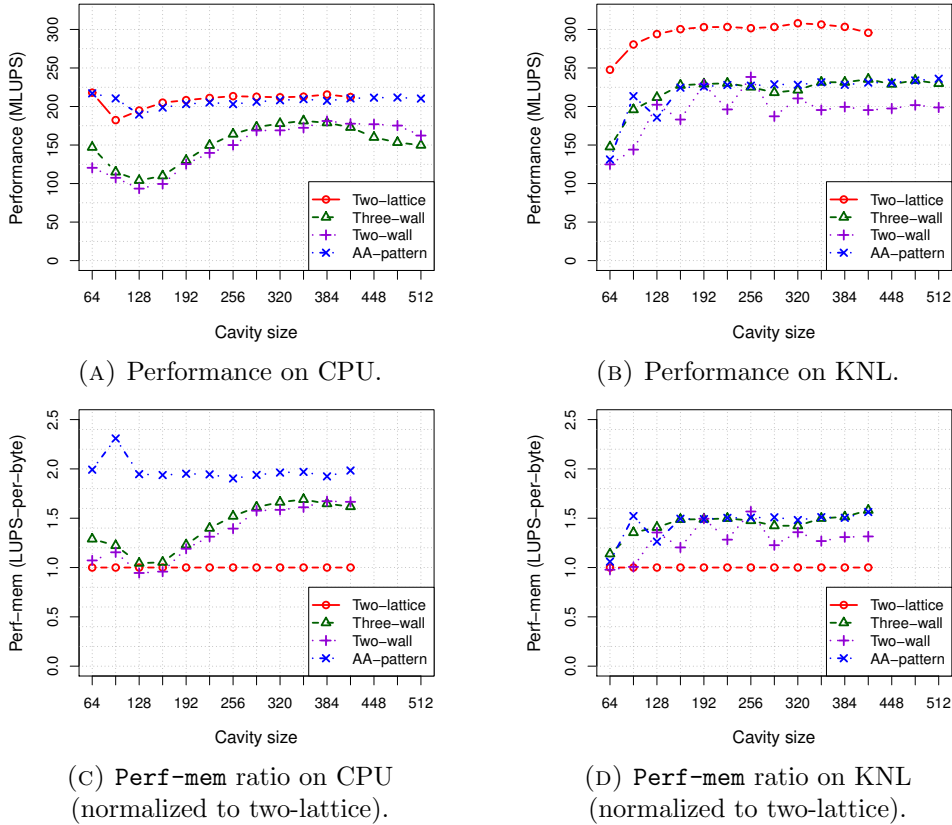 Performance (MLUPS)
300
250
200
150
100
50
0
Two-lattice
Three-wall
Two-wall
AA-pattern
64 128 192 256 320 384 448 512
Cavity size
(A) Performance on CPU.
Performance (MLUPS)
300
250
200
150
100
50
0
Two-lattice
Three-wall
Two-wall
AA-pattern
64 128 192 256 320 384 448 512
Cavity size
(B) Performance on KNL.
Perf-mem (LUPS-per-byte)
2.5
2.0
1.5
1.0
0.5
0.0
Two-lattice
Three-wall
Two-wall
AA-pattern
64 128 192 256 320 384 448 512
Cavity size
(C) Perf-mem ratio on CPU
(normalized to two-lattice).
Perf-mem (LUPS-per-byte)
2.5
2.0
1.5
1.0
0.5
0.0
Two-lattice
Three-wall
Two-wall
AA-pattern
64 128 192 256 320 384 448 512
Cavity size
(D) Perf-mem ratio on KNL
(normalized to two-lattice).